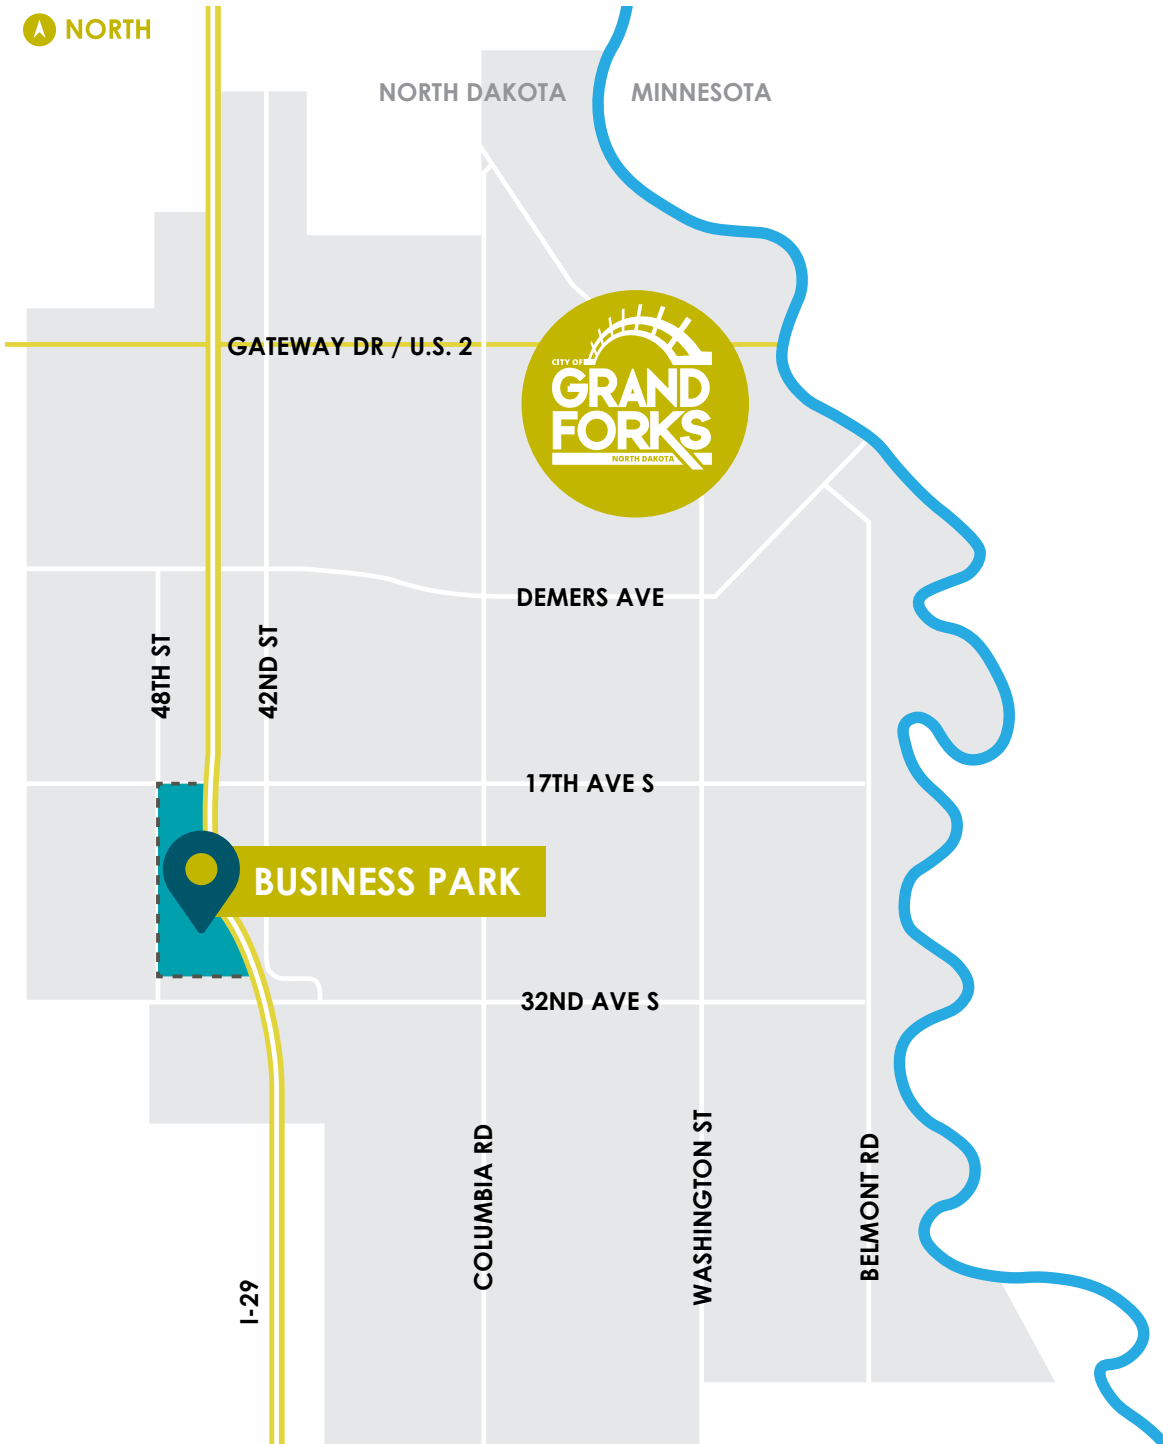 NORTH
NORTH DAKOTA
MINNESOTA
GATEWAY DR / U.S. 2
CITY OF
GRAND
FORKS
NORTH DAKOTA
DEMERS AVE
48TH ST
42ND ST
17TH AVE S
BUSINESS PARK
32ND AVE S
COLUMBIA RD
WASHINGTON ST
BELMONT RD
I-29